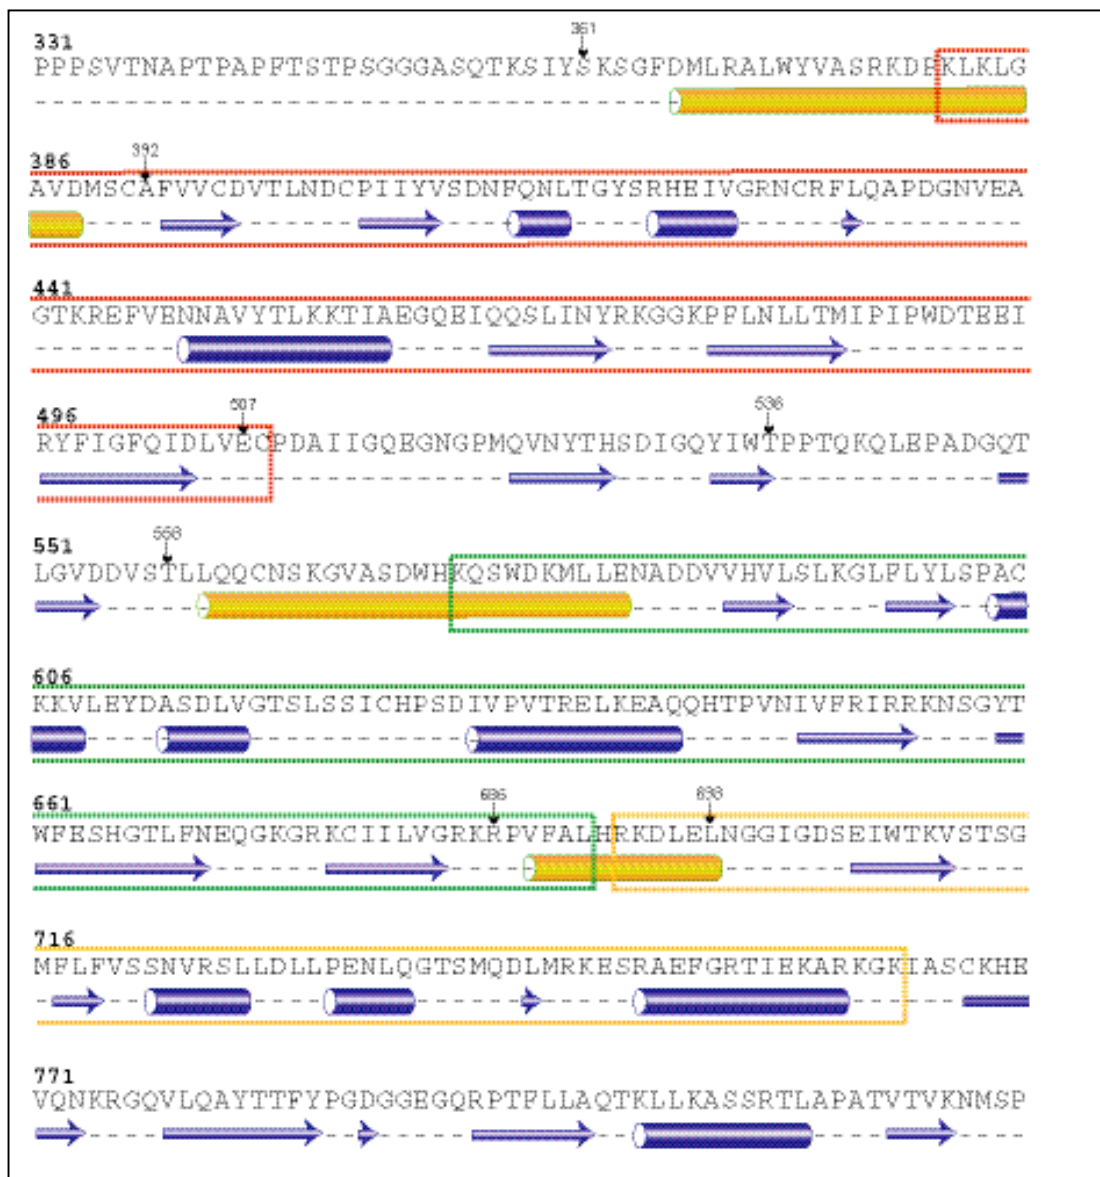 361
331
PPPSVTNAPTPAPFTSTPSGGGASQTKSIYSKSGFDMLRALWYVASRKDPKLKLG
392
386
AVDMSCAFVVCDVTLNDCPIIYVSDNFQNLTGYSRHEIVGRNCRFLQAPDGNVEA
441
GTKREFVENNAVYTLKKTIAEGQEIQQSLINYRKGGKPFLNLLTMIPIPWDTEEI
507 536
496
RYFIGFQIDLVECPDAIIGQEGNGPMQVNYTHSDIGQYIWTPPTQKQLEPADGQT
558
551
LGVDDVSTLLQQCNSKGVASDWHKQSWDKMLLENADDVVHVLSLKGLFLYLSPAC
606
KKVLEYDASDLVGTSLSSICHPSDIVPVTRELKEAQQHTPVNIVFRIRRKNSGYT
686 698
661
WFESHGTLFNEQGKGRKCIILVGRKRPVFALHRKDLELNGGIGDSEIWTKVSTSG
716
MFLFVSSNVRSLLDLLPENLQGTSMQDLMRKESRAEFGRTIEKARKGKIASCKHE
771
VQNKRGQVLQAYTTFYPGDGGEGQRPTFLLAQTKLLKASSRTLAPATVTVKNMSP